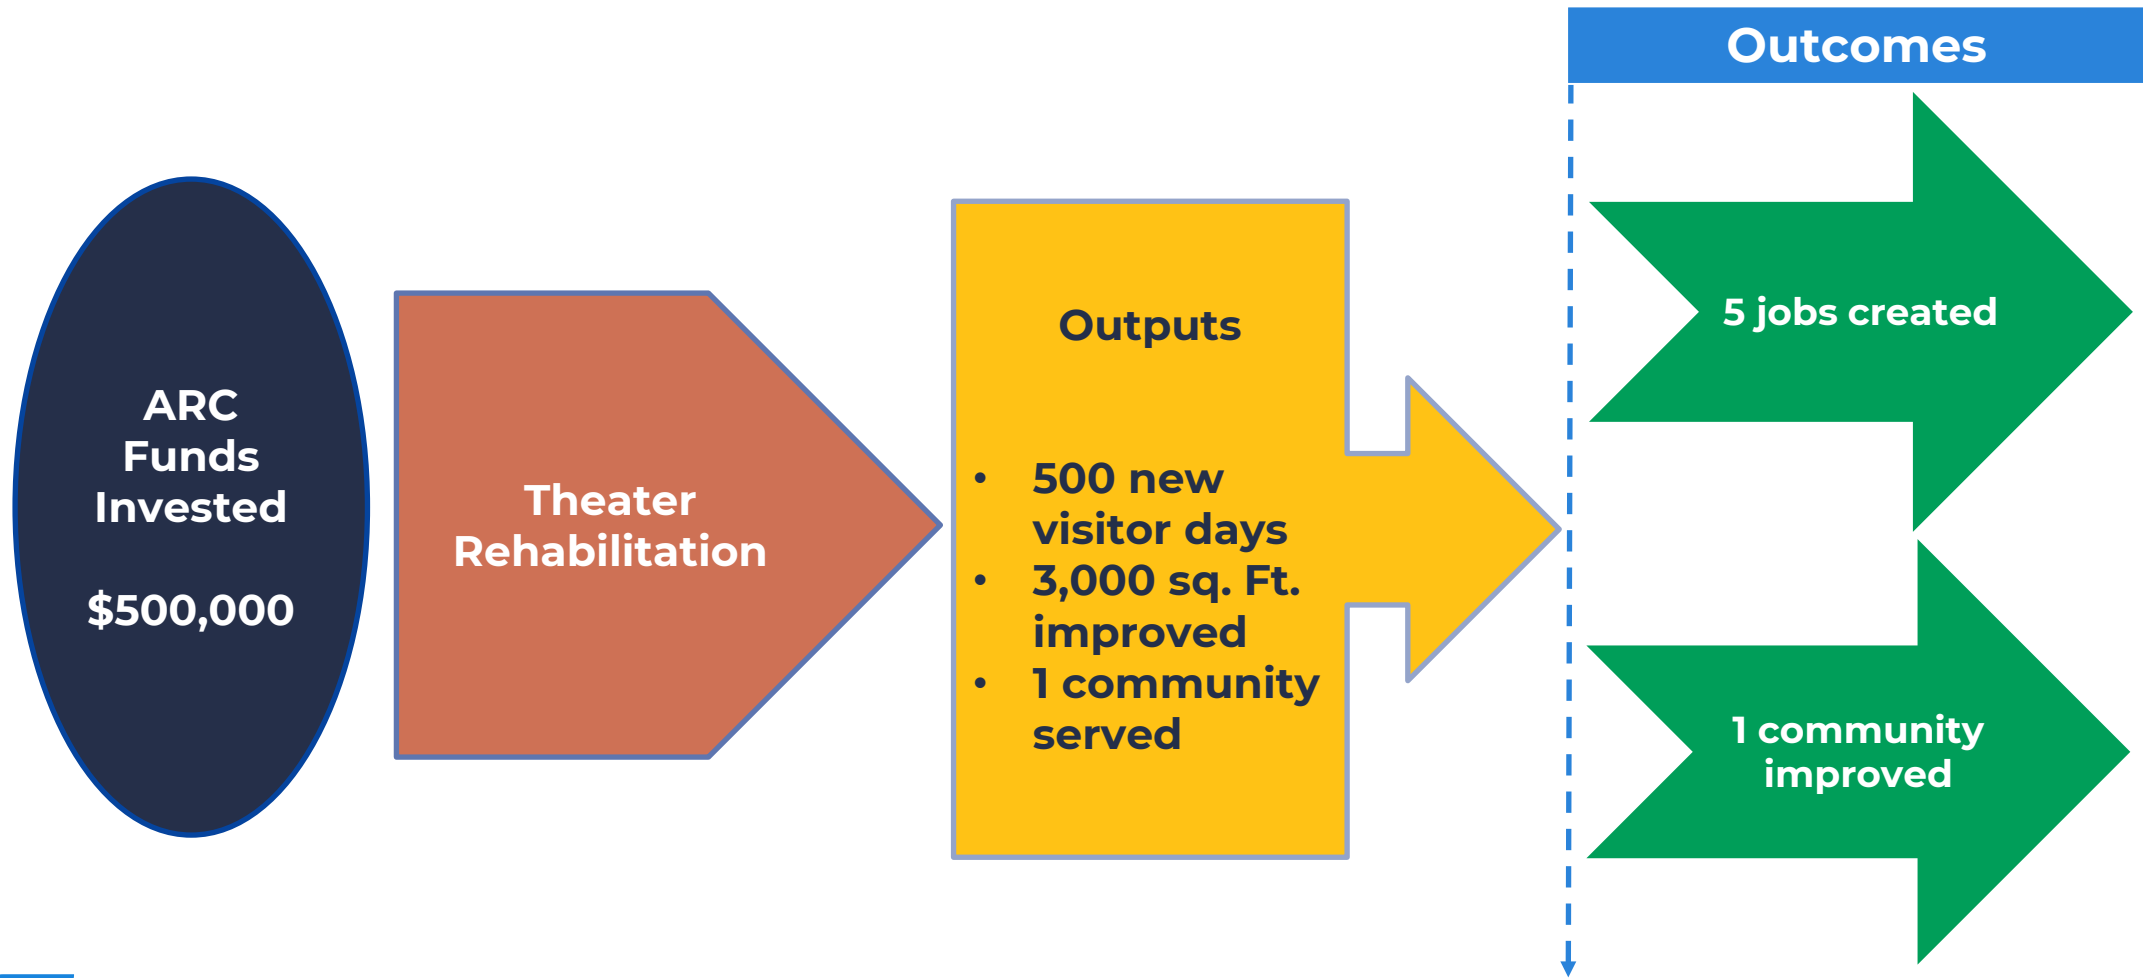 ARC
Funds
Invested
$500,000
Theater
Rehabilitation
Outputs
• 500 new
visitor days
• 3,000 sq. Ft.
improved
• 1 community
served
Outcomes
5 jobs created
1 community
improved